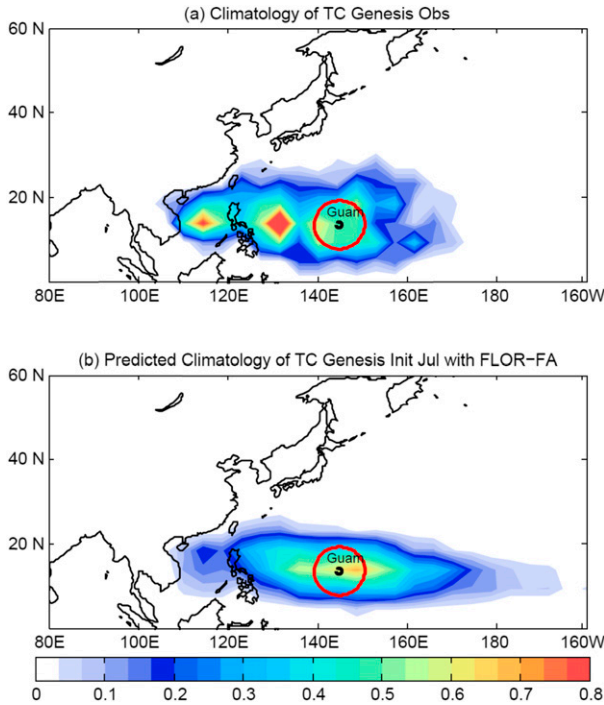 (a) Climatology of TC Genesis Obs
60 N
40 N
20 N
Guam
0
80E 100E 120E 140E 160E 160W
(b) Predicted Climatology of TC Genesis Init Jul with FLOR−FA
60 N
40 N
20 N
Guam
0
80E 100E 120E 140E 160E 160W
0 0.1 0.2 0.3 0.4 0.5 0.6 0.7 0.8